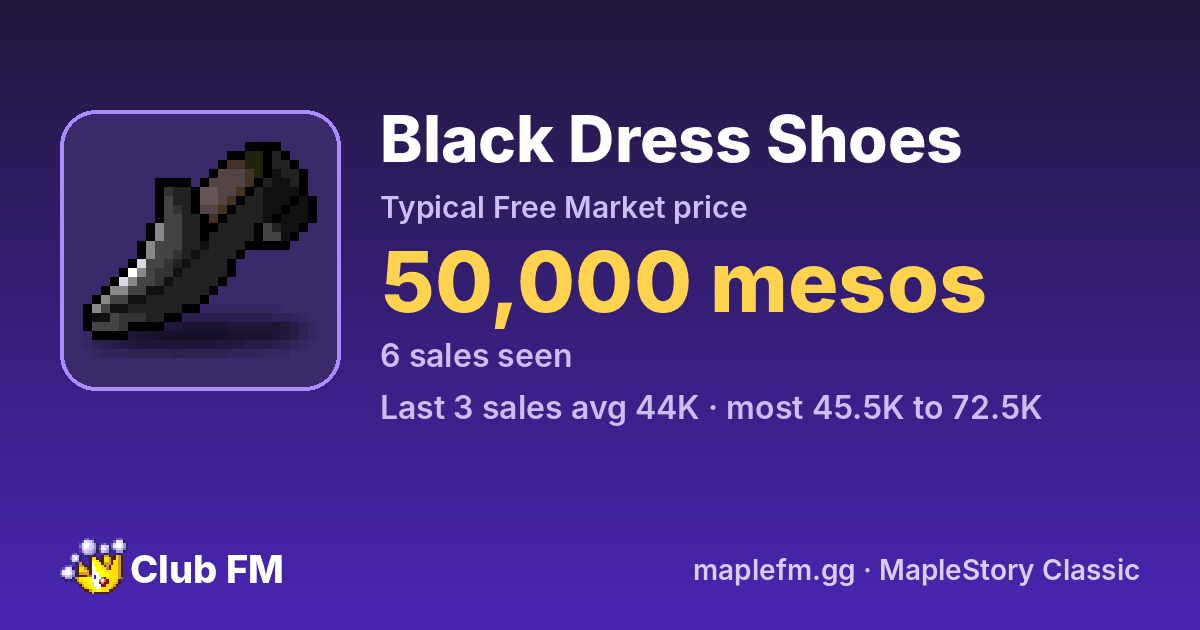 Black Dress Shoes
Typical Free Market price
50,000 mesos
6 sales seen
Last 3 sales avg 44K · most 45.5K to 72.5K
Club FM
maplefm.gg · MapleStory Classic